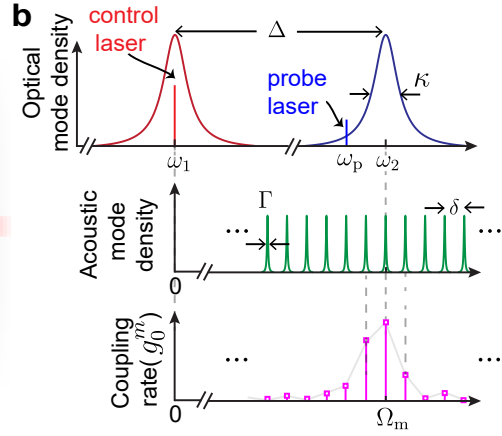 b
control
laser
Δ
probe
laser
κ
Optical
mode density
ω₁
ωₚ
ω₂
Γ
δ
...
...
Acoustic
mode
density
0
...
...
Coupling
rate(g₀ᵐ)
0
Ωₘ